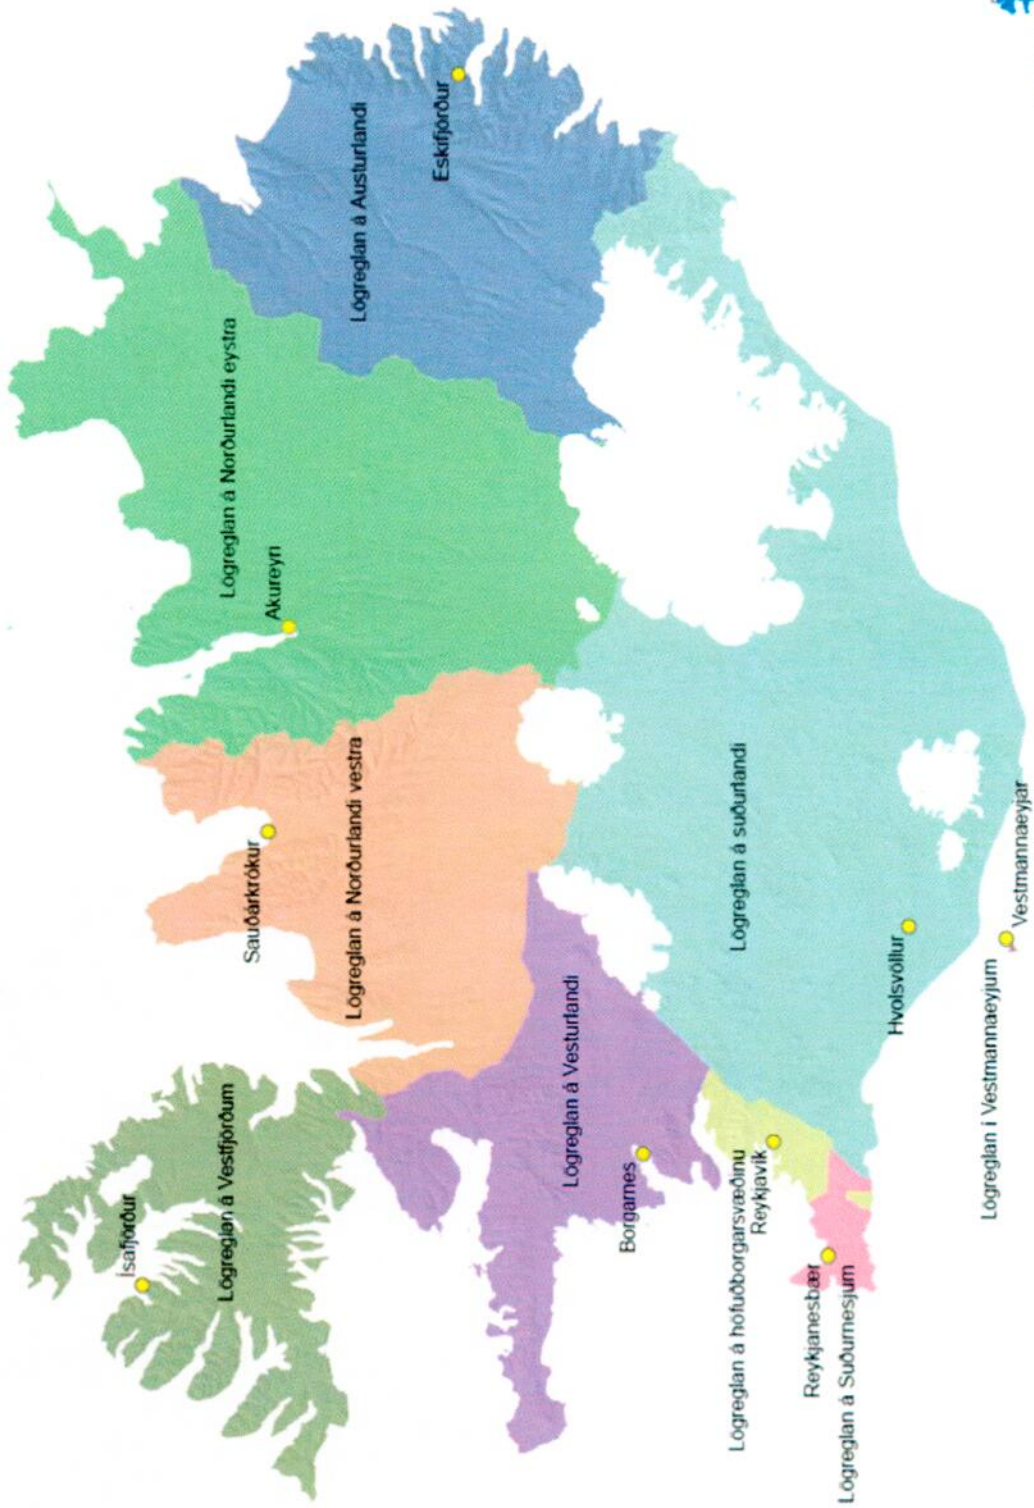 Ísafjörður
Lögreglan á Vestfjörðum
Sauðárkrókur
Lögreglan á Norðurlandi vestra
Akureyri
Lögreglan á Norðurlandi eystra
Lögreglan á Austurlandi
Eskifjörður
Lögreglan á Vesturlandi
Borgarnes
Lögreglan á höfuðborgarsvæðinu
Reykjavík
Reykjanesbær
Lögreglan á Suðurnesjum
Lögreglan á suðurlandi
Hvolsvöllur
Lögreglan í Vestmannaeyjum
Vestmannaeyjar